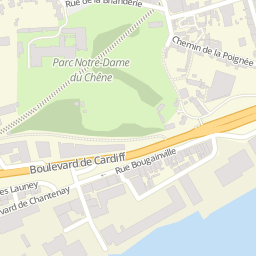 Rue de la Brianderie
Chemin de la Poignée
Parc Notre-Dame
du Chêne
Boulevard de Cardiff
Rue Bougainville
es Launey
vard de Chantenay